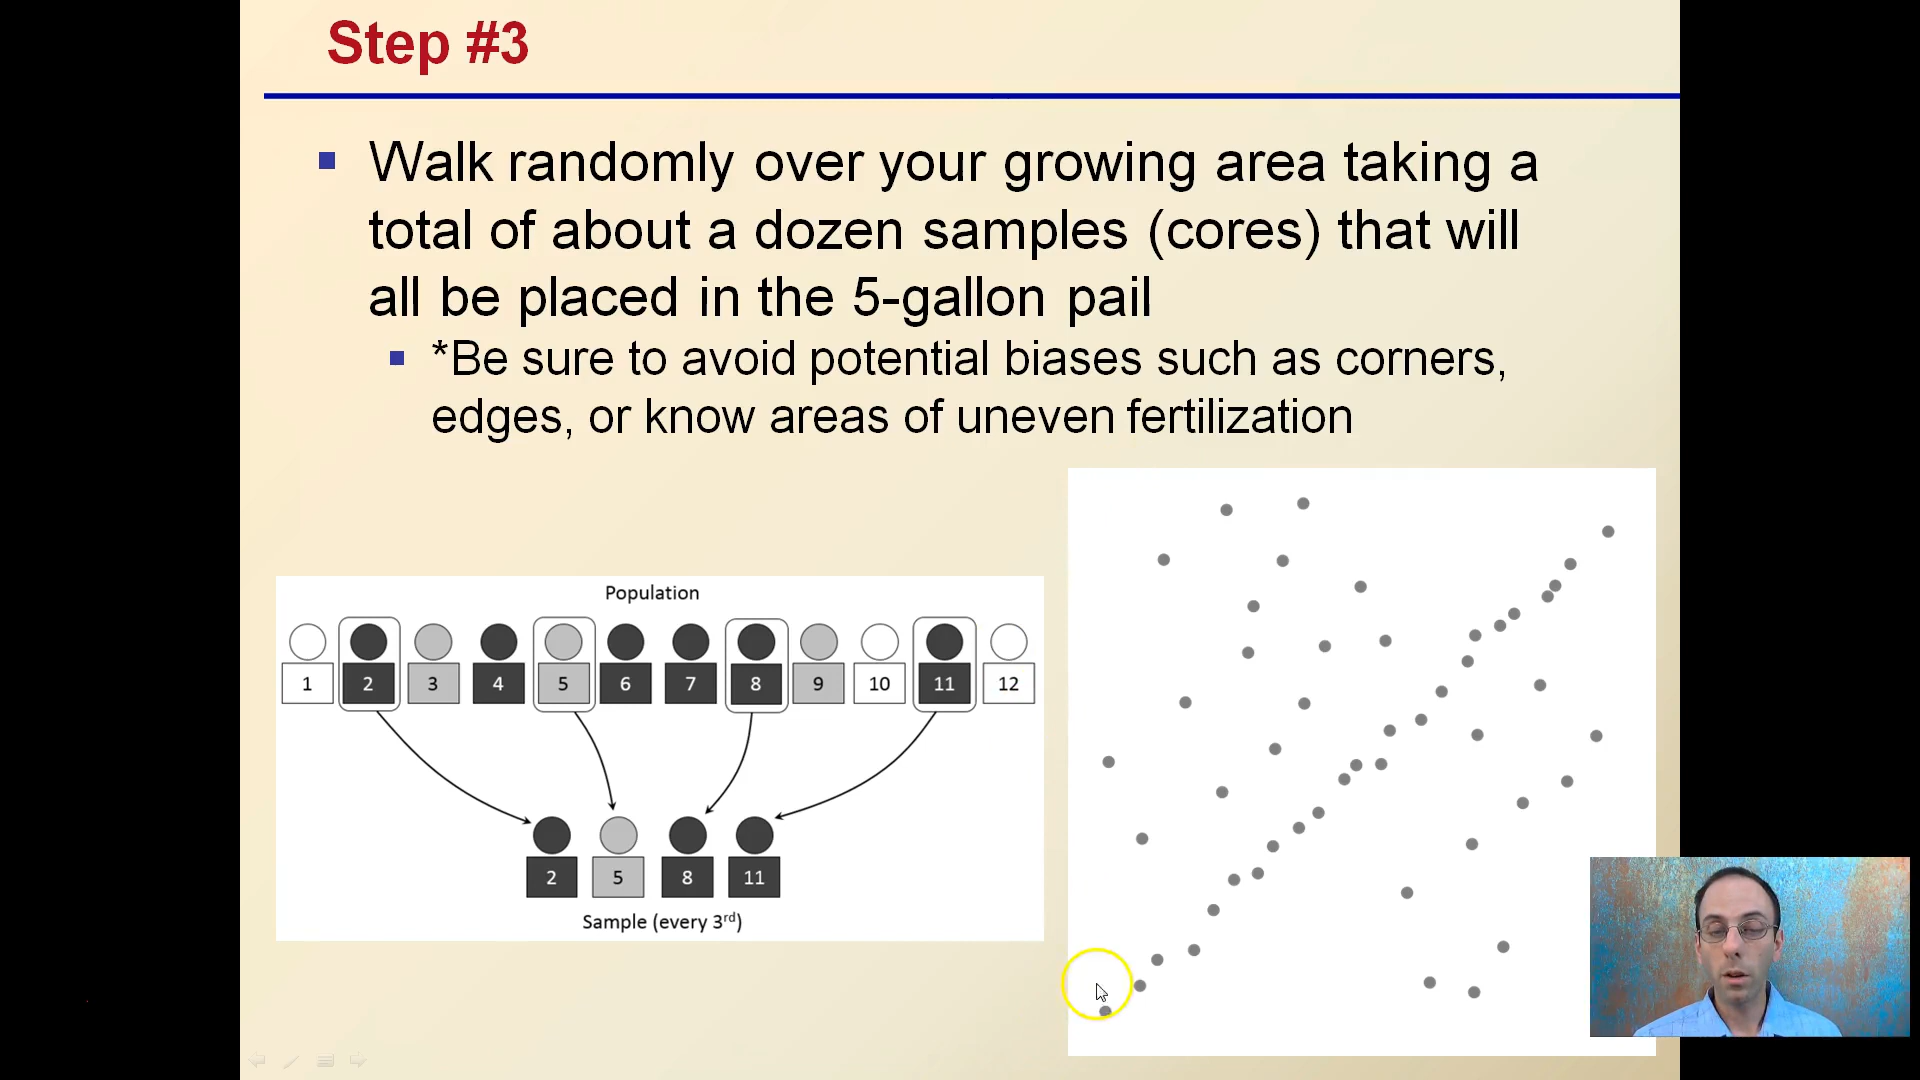 Step #3
Walk randomly over your growing area taking a
total of about a dozen samples (cores) that will
all be placed in the 5-gallon pail
*Be sure to avoid potential biases such as corners,
edges, or know areas of uneven fertilization
Population
1 2 3 4 5 6 7 8 9 10 11 12
2 5 8 11
Sample (every 3rd)